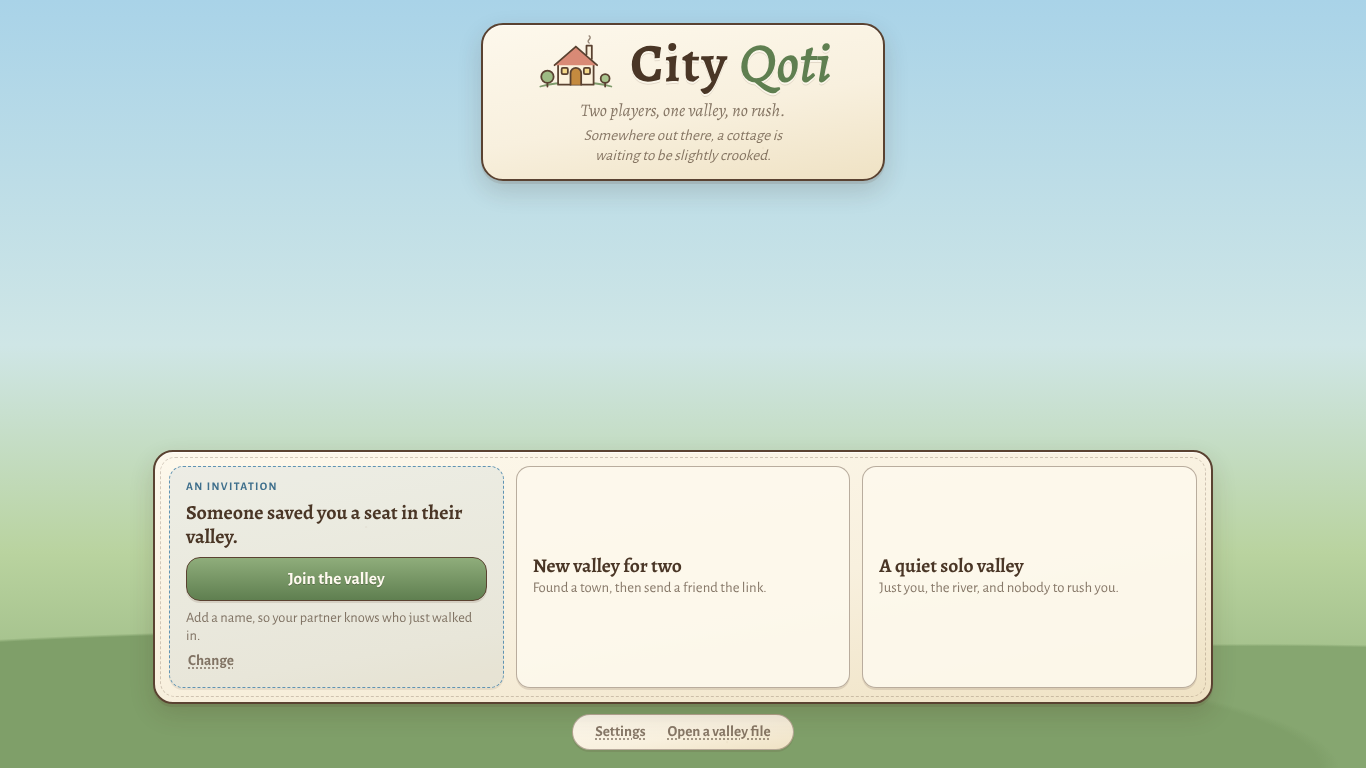 City Qoti
Two players, one valley, no rush.
Somewhere out there, a cottage is
waiting to be slightly crooked.
AN INVITATION
Someone saved you a seat in their
valley.
Join the valley
Add a name, so your partner knows who just walked
in.
Change
New valley for two
Found a town, then send a friend the link.
A quiet solo valley
Just you, the river, and nobody to rush you.
Settings
Open a valley file